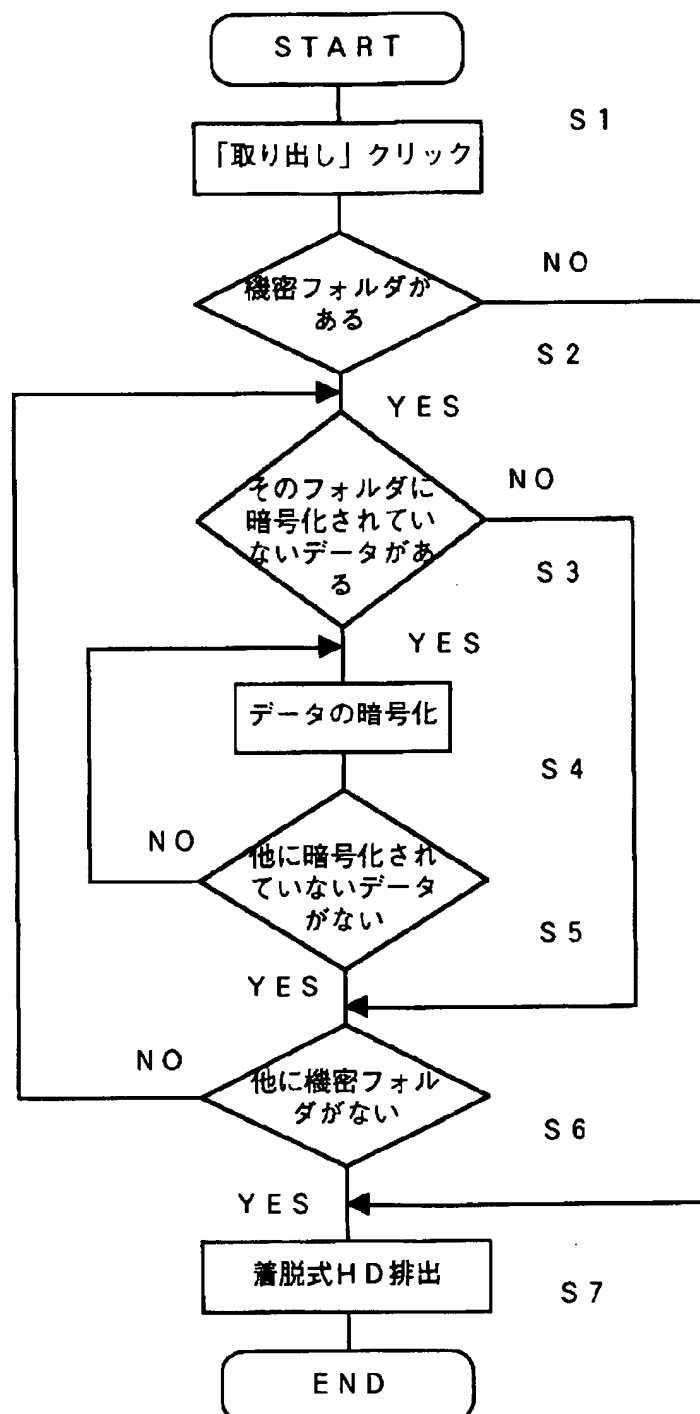 START
S1
「取り出し」クリック
NO
機密フォルダが
ある
S2
YES
NO
そのフォルダに
暗号化されてい
ないデータがあ
る
S3
YES
データの暗号化
S4
NO
他に暗号化され
ていないデータ
がない
S5
YES
NO
他に機密フォル
ダがない
S6
YES
着脱式HD排出
S7
END